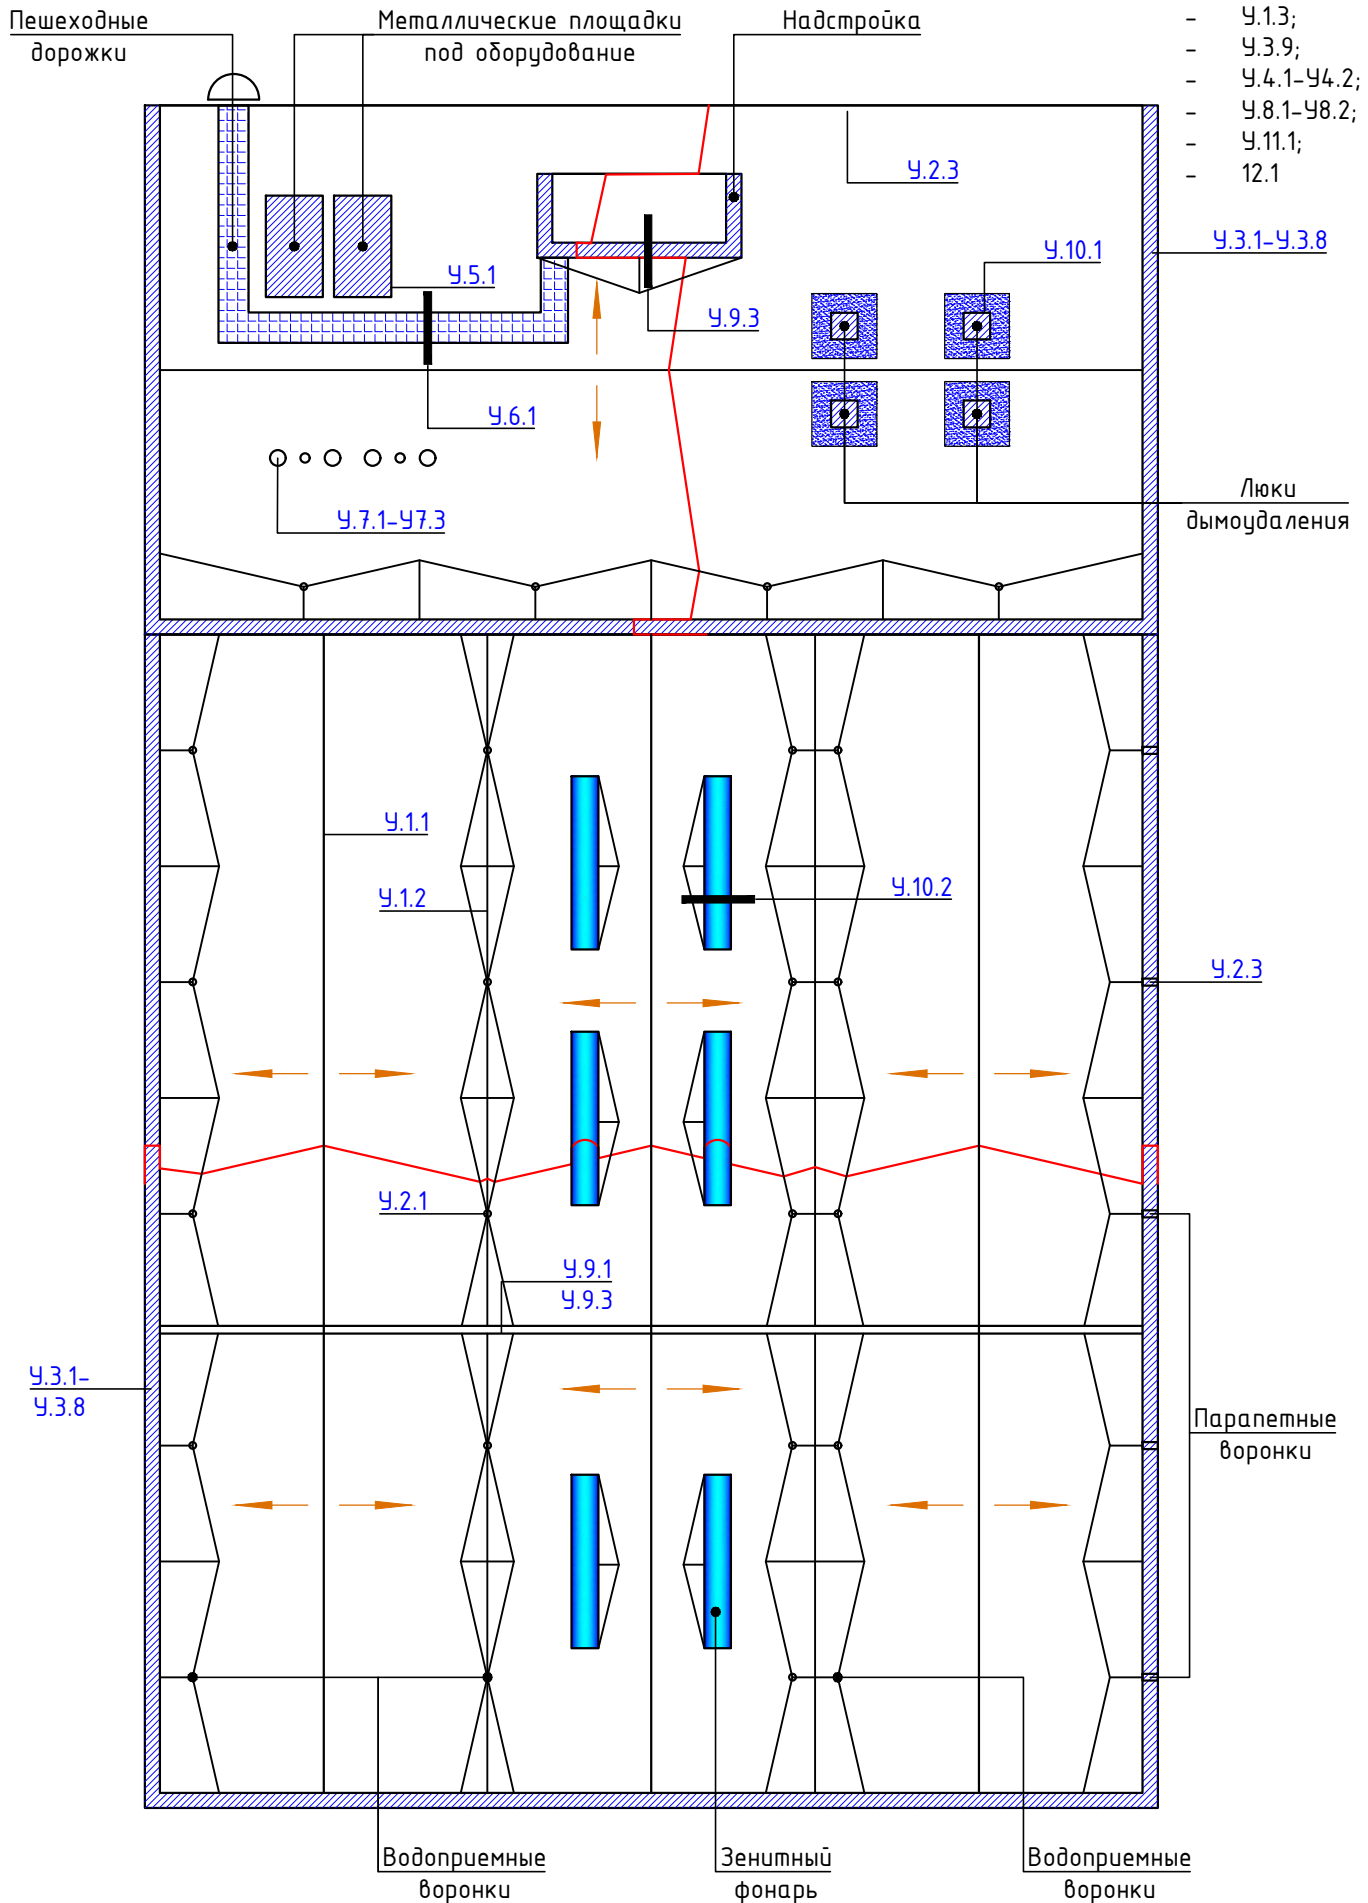 Пешеходные
дорожки
Металлические площадки
под оборудование
Надстройка
- У.1.3;
- У.3.9;
- У.4.1-У4.2;
- У.8.1-У8.2;
- У.11.1;
- 12.1
У.2.3
У.3.1-У.3.8
У.10.1
У.5.1
У.9.3
У.6.1
Люки
дымоудаления
У.7.1-У7.3
У.1.1
У.1.2
У.10.2
У.2.3
У.2.1
У.9.1
У.9.3
У.3.1-
У.3.8
Парапетные
воронки
Водоприемные
воронки
Зенитный
фонарь
Водоприемные
воронки